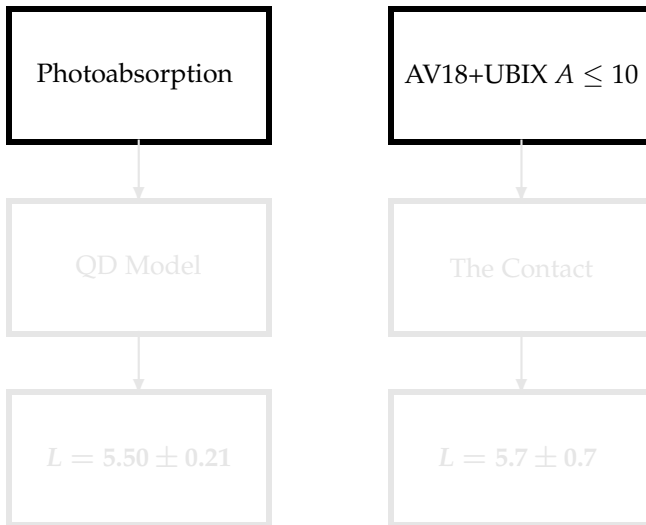 Photoabsorption
AV18+UBIX A ≤ 10
QD Model
The Contact
L = 5.50 ± 0.21
L = 5.7 ± 0.7